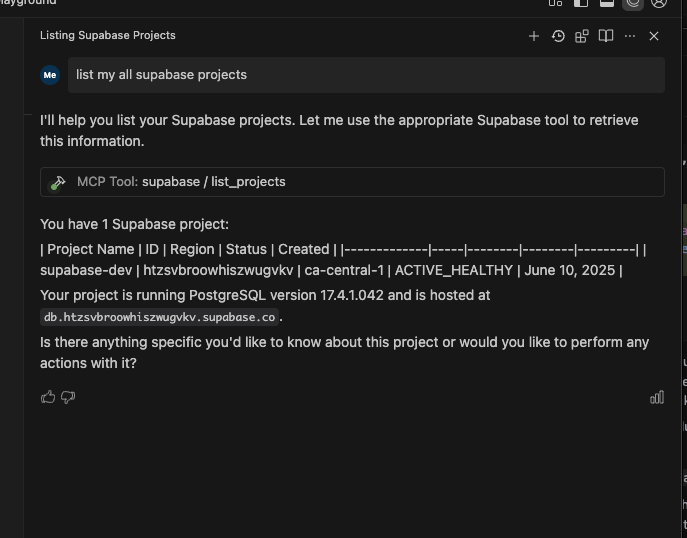 layground
Listing Supabase Projects
Me
list my all supabase projects
I'll help you list your Supabase projects. Let me use the appropriate Supabase tool to retrieve
this information.
MCP Tool: supabase / list_projects
You have 1 Supabase project:
| Project Name | ID | Region | Status | Created | |-------------|-----|--------|--------|---------| |
supabase-dev | htzsvbroowhiszwugvkv | ca-central-1 | ACTIVE_HEALTHY | June 10, 2025 |
Your project is running PostgreSQL version 17.4.1.042 and is hosted at
db.htzsvbroowhiszwugvkv.supabase.co.
Is there anything specific you'd like to know about this project or would you like to perform any
actions with it?